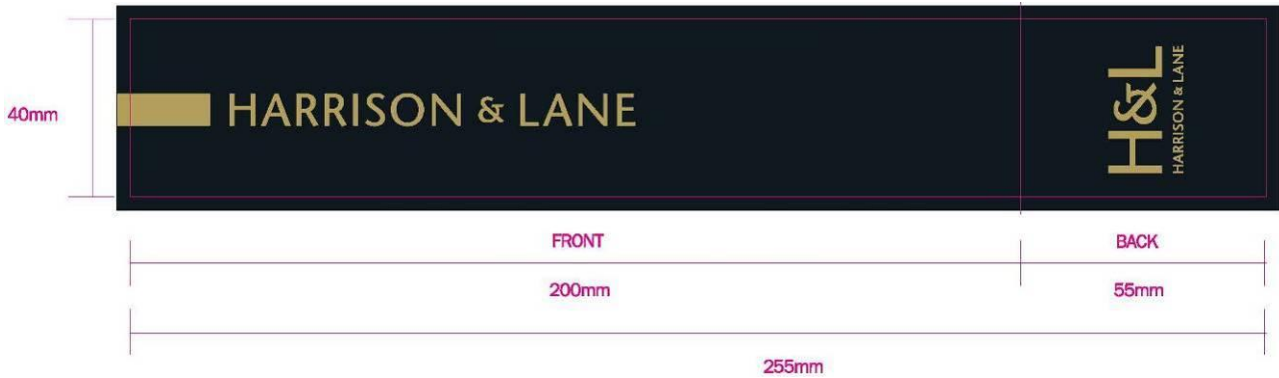 40mm
HARRISON & LANE
H&L
HARRISON & LANE
FRONT
BACK
200mm
55mm
255mm